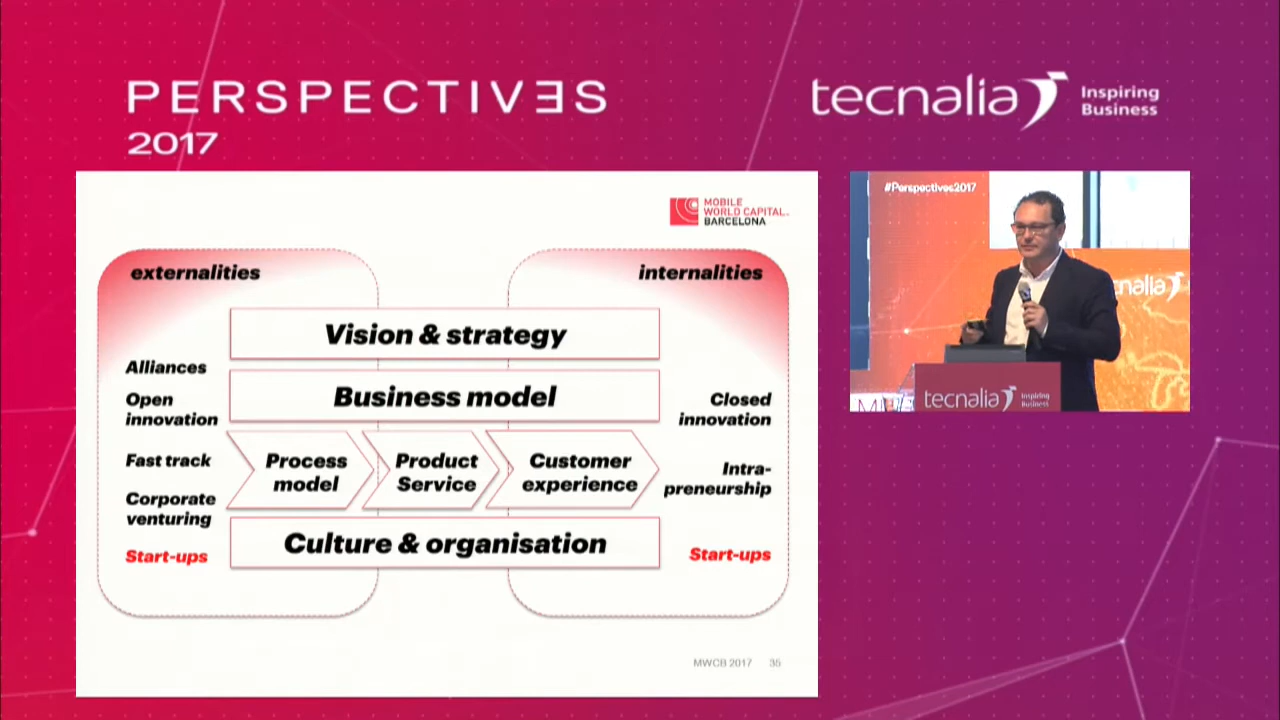 PERSPECTIVES
2017
tecnalia
Inspiring
Business
MOBILE
WORLD CAPITAL.
BARCELONA
externalities
internalities
Vision & strategy
Business model
Process
model
Product
Service
Customer
experience
Culture & organisation
Alliances
Open
innovation
Fast track
Corporate
venturing
Start-ups
Closed
innovation
Intra-
preneurship
Start-ups
MWCB 2017 35
#Perspectives2017
cnalia
tecnalia
Inspiring
Business